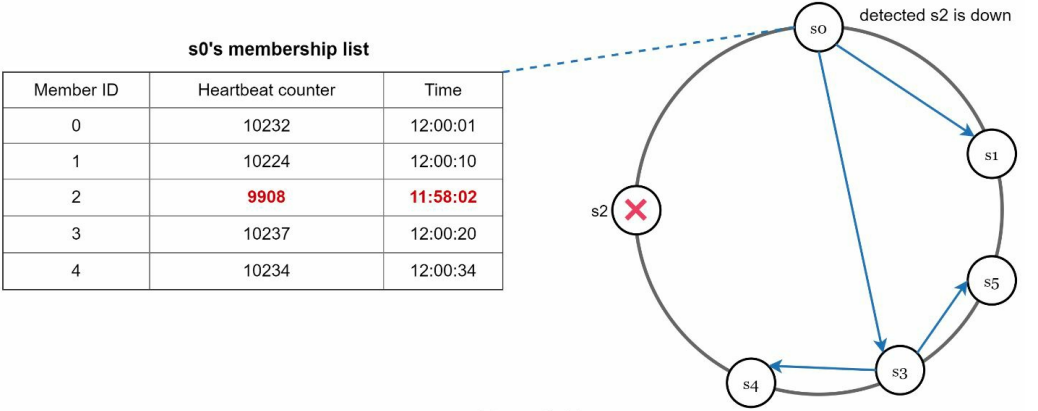 detected s2 is down
s0's membership list
Member ID Heartbeat counter Time
0 10232 12:00:01
1 10224 12:00:10
2 9908 11:58:02
3 10237 12:00:20
4 10234 12:00:34
s0
s1
s2
s5
s3
s4